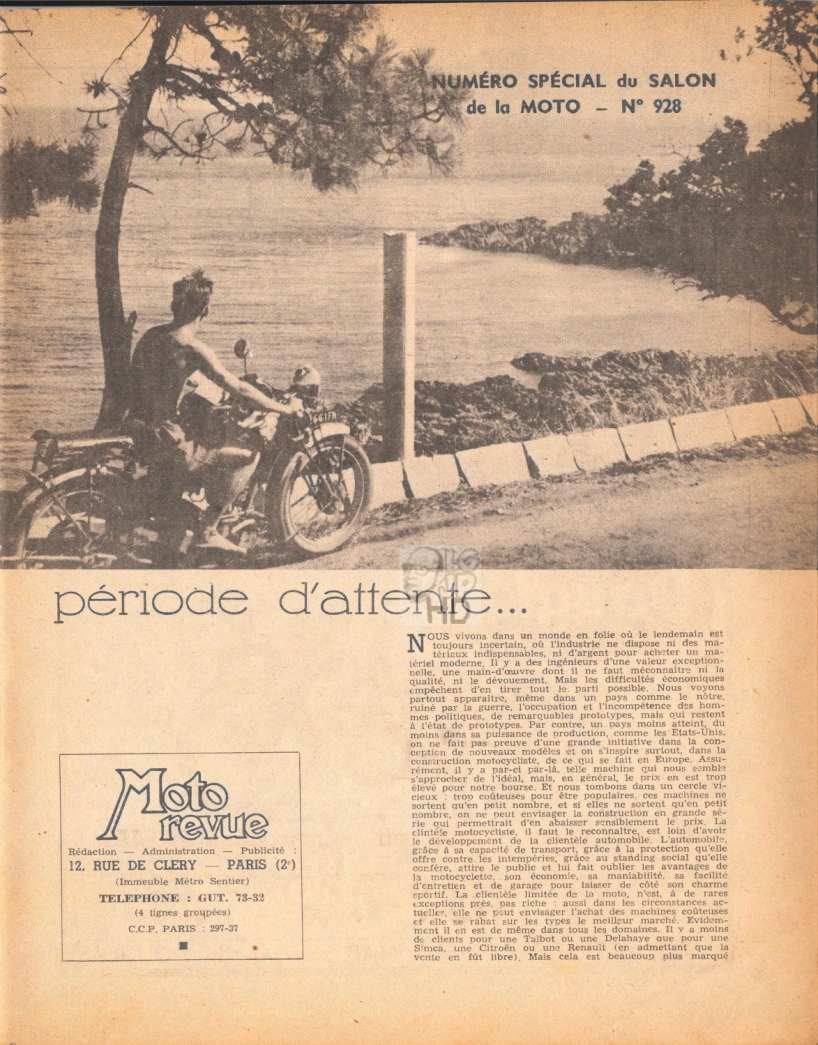 NUMÉRO SPÉCIAL du SALON
de la MOTO – N° 928
période d'attente...
NOUS vivons dans un monde en folie où le lendemain est
toujours incertain, où l'industrie ne dispose ni des ma-
tériaux indispensables, ni d'argent pour acheter un ma-
tériel moderne. Il y a des ingénieurs d'une valeur exception-
nelle, une main-d'œuvre dont il ne faut méconnaître ni la
qualité, ni le dévouement. Mais les difficultés économiques
empêchent d'en tirer tout le parti possible. Nous voyons
partout apparaître, même dans un pays comme le nôtre,
ruiné par la guerre, l'occupation et l'incompétence des hom-
mes politiques, de remarquables prototypes, mais qui restent
à l'état de prototypes. Par contre, un pays moins atteint, du
moins dans sa puissance de production, comme les Etats-Unis,
on ne fait pas preuve d'une grande initiative dans la con-
ception de nouveaux modèles et on s'inspire surtout, dans la
construction motocycliste, de ce qui se fait en Europe. Assu-
rément, il y a par-ci par-là, telle machine qui nous semble
s'approcher de l'idéal, mais, en général, le prix en est trop
élevé pour notre bourse. Et nous tombons dans un cercle vi-
cieux : trop coûteuses pour être populaires, ces machines ne
sortent qu'en petit nombre, et si elles ne sortent qu'en petit
nombre, on ne peut envisager la construction en grande sé-
rie qui permettrait d'en abaisser sensiblement le prix. La
clintèle motocycliste, il faut le reconnaître, est loin d'avoir
le développement de la clientèle automobile. L'automobile,
grâce à sa capacité de transport, grâce à la protection qu'elle
offre contre les intempéries, grâce au standing social qu'elle
confère, attire le public et lui fait oublier les avantages de
la motocyclette, son économie, sa maniabilité, sa facilité
d'entretien et de garage pour laisser de côté son charme
sportif. La clientèle limitée de la moto, n'est, à de rares
exceptions près, pas riche : aussi dans les circonstances ac-
tuelles, elle ne peut envisager l'achat des machines coûteuses
et elle se rabat sur les types le meilleur marché. Evidem-
ment il en est de même dans tous les domaines. Il y a moins
de clients pour une Talbot ou une Delahaye que pour une
Simca, une Citroën ou une Renault (en admettant que la
vente en fût libre). Mais cela est beaucoup plus marqué
Moto
revue
Rédaction — Administration — Publicité :
12, RUE DE CLERY — PARIS (2e)
(Immeuble Métro Sentier)
TELEPHONE : GUT. 73-32
(4 lignes groupées)
C.C.P. PARIS : 297-37